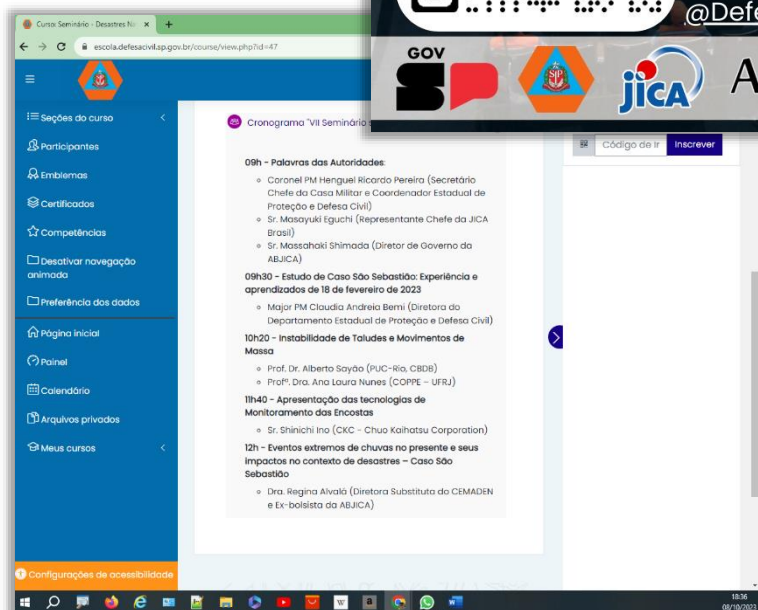 Curso: Seminário - Desastres Na
escola.defesacivil.sp.gov.br/course/view.php?id=47
@Defe
GOV
SP
SP
JICA
A
Seções do curso
Participantes
Emblemas
Certificados
Competências
Desativar navegação
animada
Preferência dos dados
Página inicial
Painel
Calendário
Arquivos privados
Meus cursos
Configurações de acessibilidade
Cronograma "VII Seminário
09h - Palavras das Autoridades:
Coronel PM Henguel Ricardo Pereira (Secretário
Chefe da Casa Militar e Coordenador Estadual de
Proteção e Defesa Civil)
Sr. Masayuki Eguchi (Representante Chefe da JICA
Brasil)
Sr. Massahaki Shimada (Diretor de Governo da
ABJICA)
09h30 - Estudo de Caso São Sebastião: Experiência e
aprendizados de 18 de fevereiro de 2023
Major PM Claudia Andreia Bemi (Diretora do
Departamento Estadual de Proteção e Defesa Civil)
10h20 - Instabilidade de Taludes e Movimentos de
Massa
Prof. Dr. Alberto Sayão (PUC-Rio, CBDB)
Profª. Dra. Ana Laura Nunes (COPPE - UFRJ)
11h40 - Apresentação das tecnologias de
Monitoramento das Encostas
Sr. Shinichi Ino (CKC - Chuo Kaihatsu Corporation)
12h - Eventos extremos de chuvas no presente e seus
impactos no contexto de desastres – Caso São
Sebastião
Dra. Regina Alvalá (Diretora Substituta do CEMADEN
e Ex-bolsista da ABJICA)
Código de Ir
Inscrever
18:36
08/10/2023